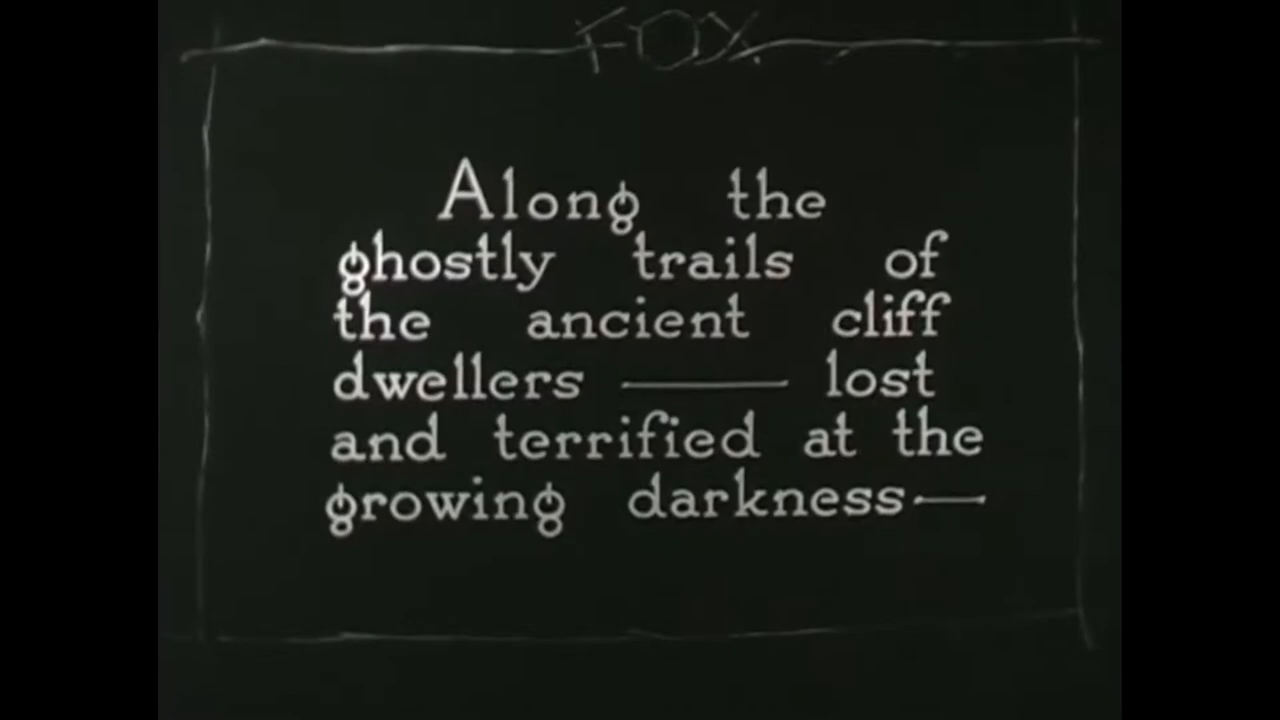 FOX
Along the
ghostly trails of
the ancient cliff
dwellers —— lost
and terrified at the
growing darkness—